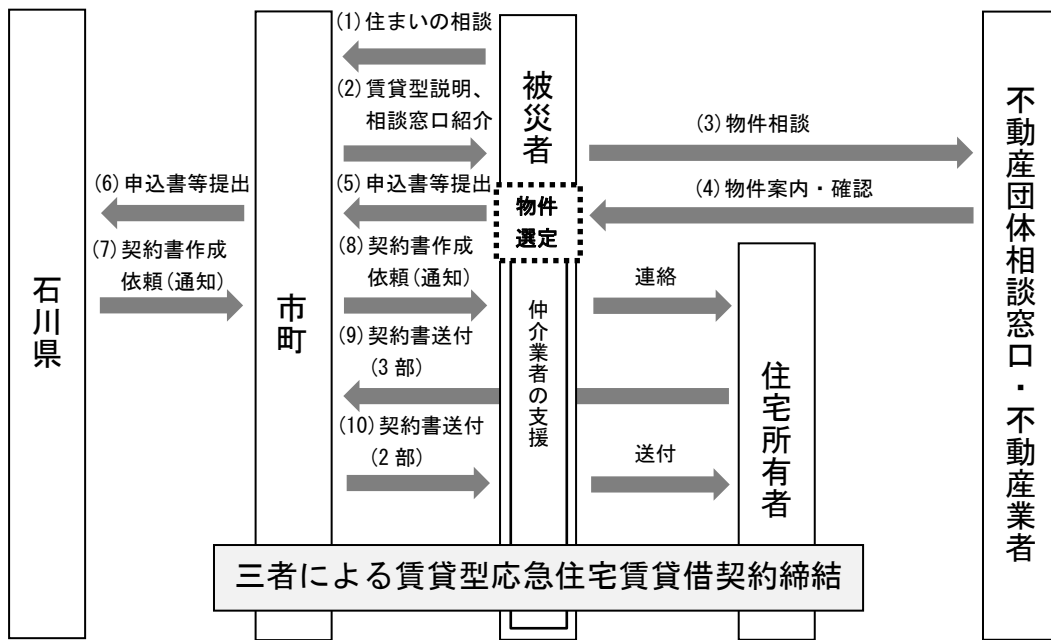 (1) 住まいの相談
(2) 賃貸型説明、
相談窓口紹介
被災者
(3) 物件相談
(4) 物件案内・確認
不動産団体相談窓口・不動産業者
(6) 申込書等提出
(5) 申込書等提出
物件
選定
(7) 契約書作成
依頼(通知)
(8) 契約書作成
依頼(通知)
連絡
石川県
市町
仲介業者の支援
住宅所有者
(9) 契約書送付
(3 部)
(10) 契約書送付
(2 部)
送付
三者による賃貸型応急住宅賃貸借契約締結